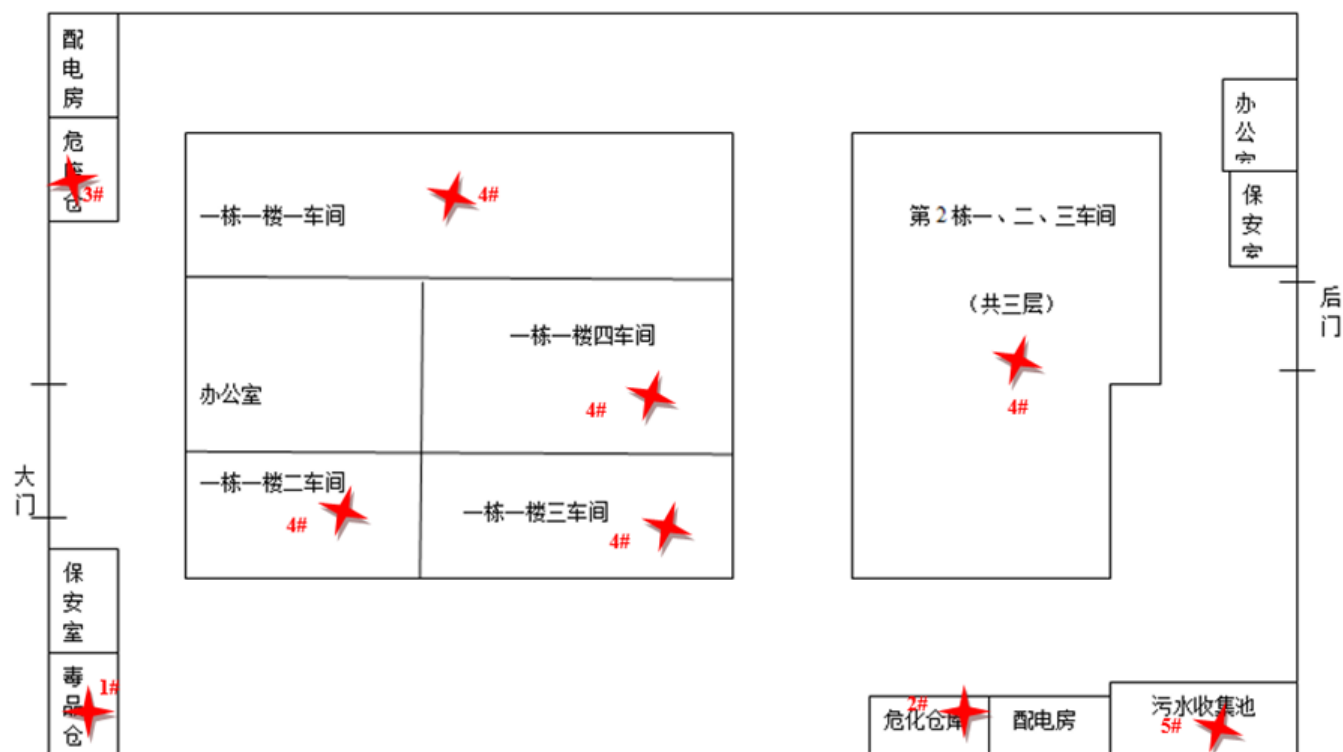 配电房
危废仓
3#
一栋一楼一车间
4#
第2栋一、二、三车间
（共三层）
4#
办公室
保安室
后门
一栋一楼四车间
4#
办公室
一栋一楼二车间
4#
一栋一楼三车间
4#
大门
保安室
毒品仓
1#
危化仓库
2#
配电房
污水收集池
5#